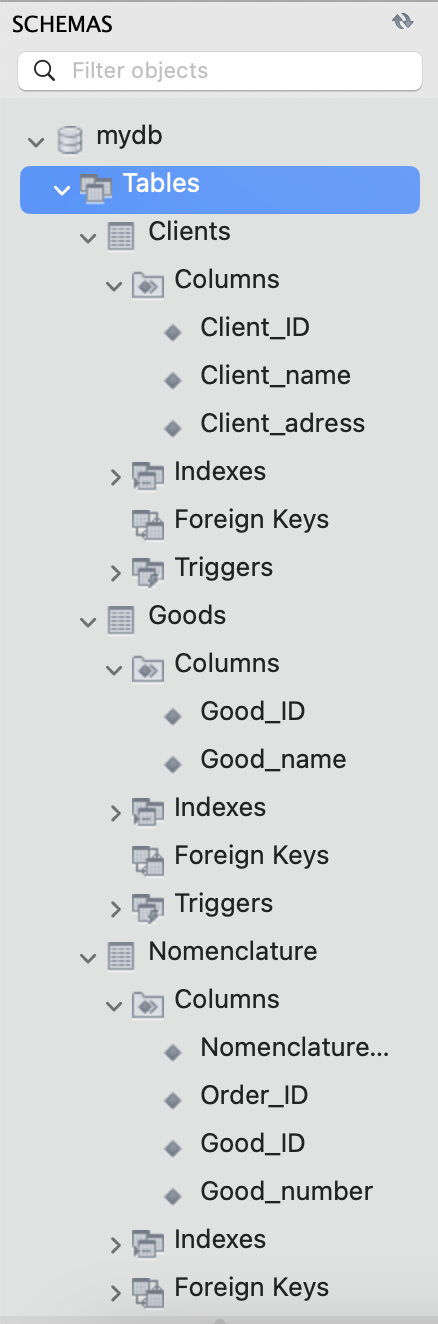 SCHEMAS
Filter objects
mydb
Tables
Clients
Columns
Client_ID
Client_name
Client_adress
Indexes
Foreign Keys
Triggers
Goods
Columns
Good_ID
Good_name
Indexes
Foreign Keys
Triggers
Nomenclature
Columns
Nomenclature...
Order_ID
Good_ID
Good_number
Indexes
Foreign Keys